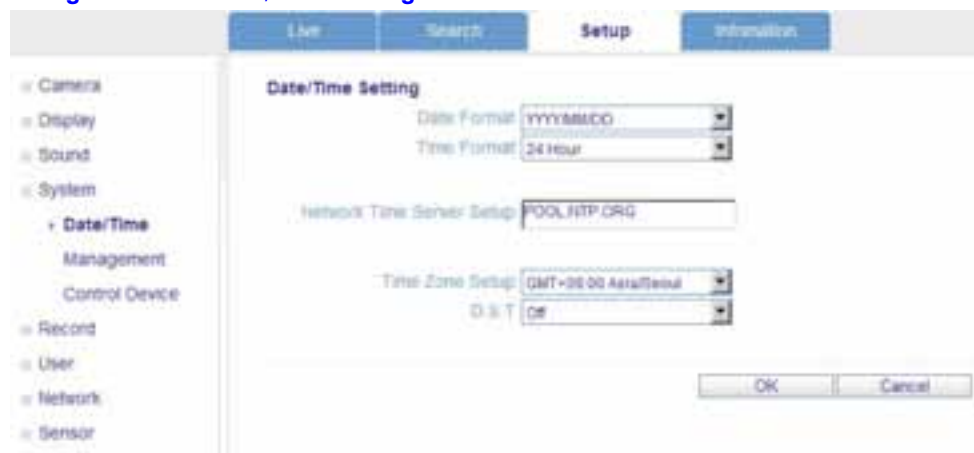 Live Search Setup Infomation
Camera
Display
Sound
System
Date/Time
Management
Control Device
Record
User
Network
Sensor
Date/Time Setting
Date Format YYYY/MM/DD
Time Format 24 Hour
Network Time Server Setup POOL.NTP.ORG
Time Zone Setup Asia/Seoul
D.S.T Off
OK Cancel